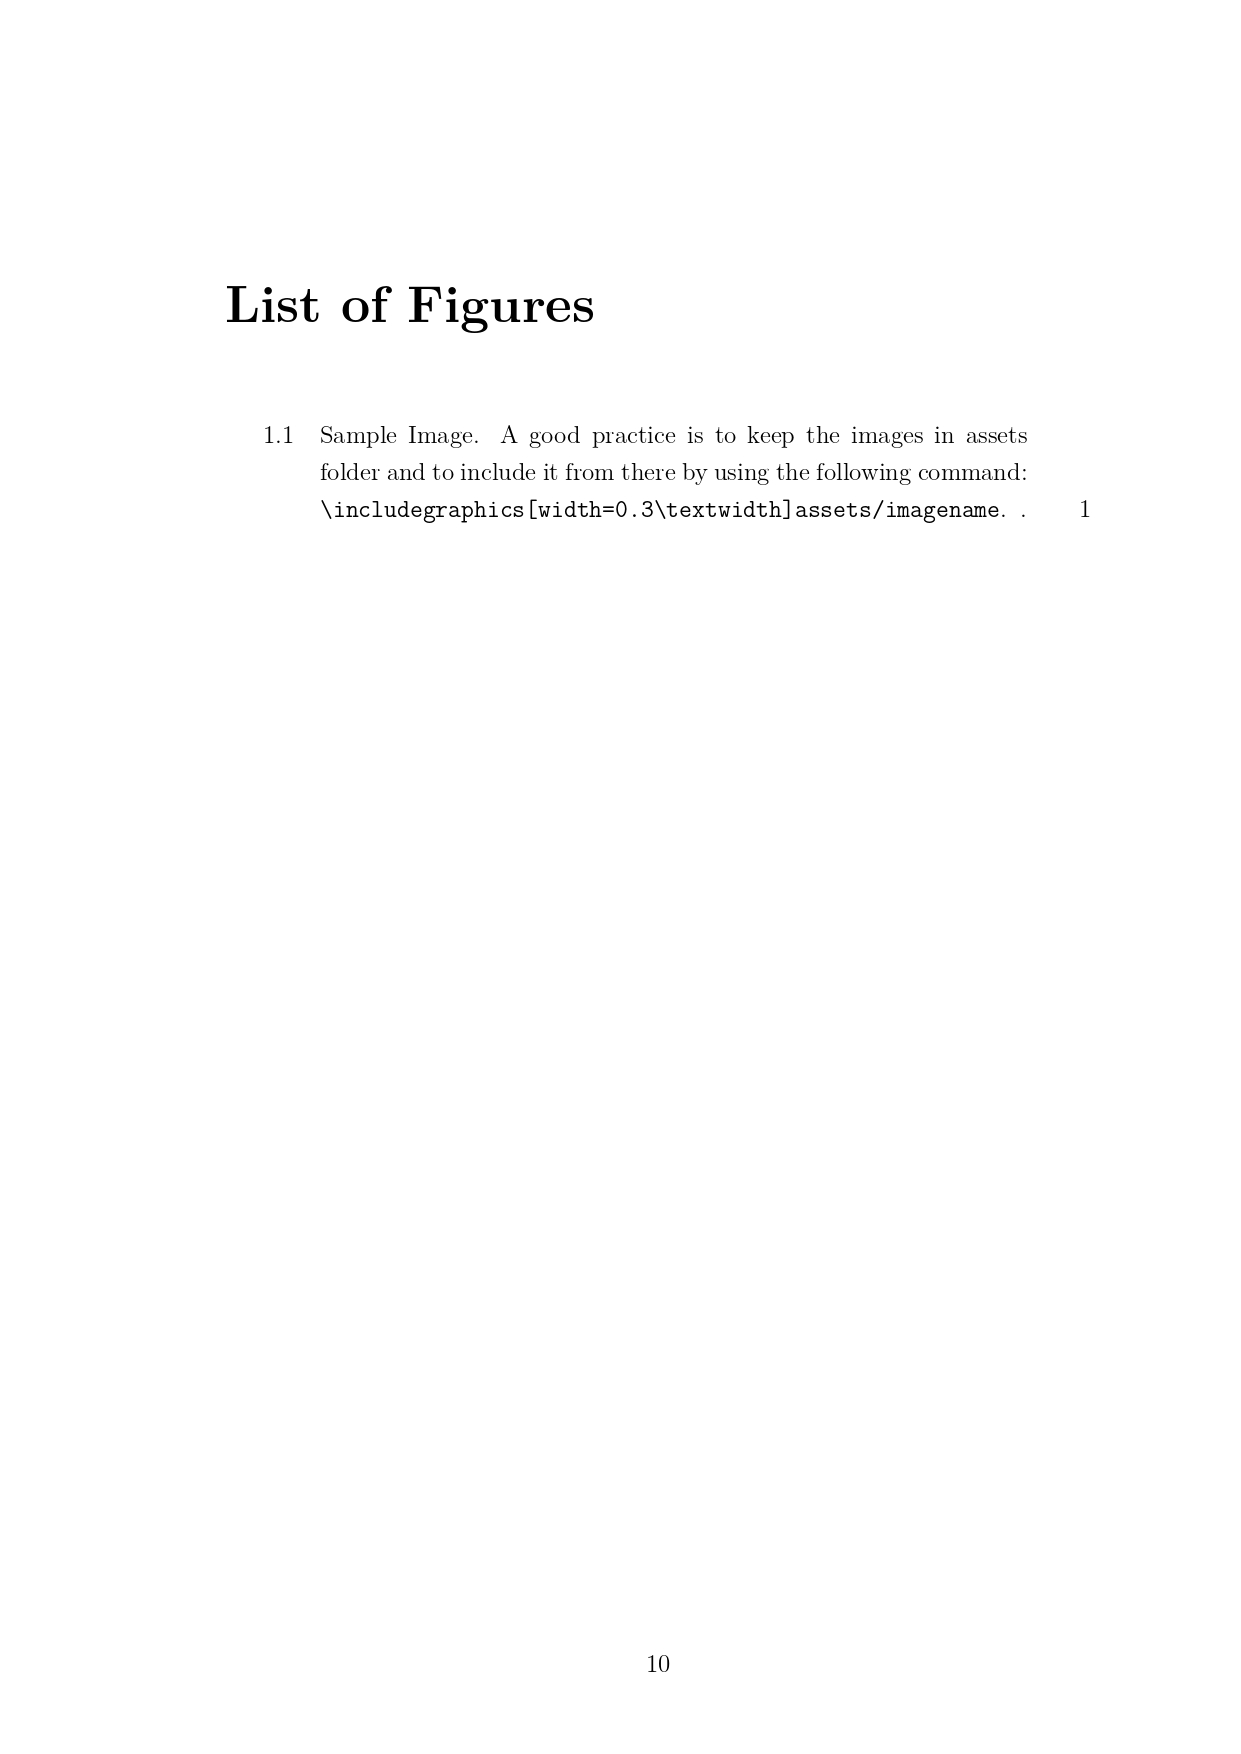 List of Figures
1.1 Sample Image. A good practice is to keep the images in assets
folder and to include it from there by using the following command:
\includegraphics[width=0.3\textwidth]assets/imagename. . 1
10